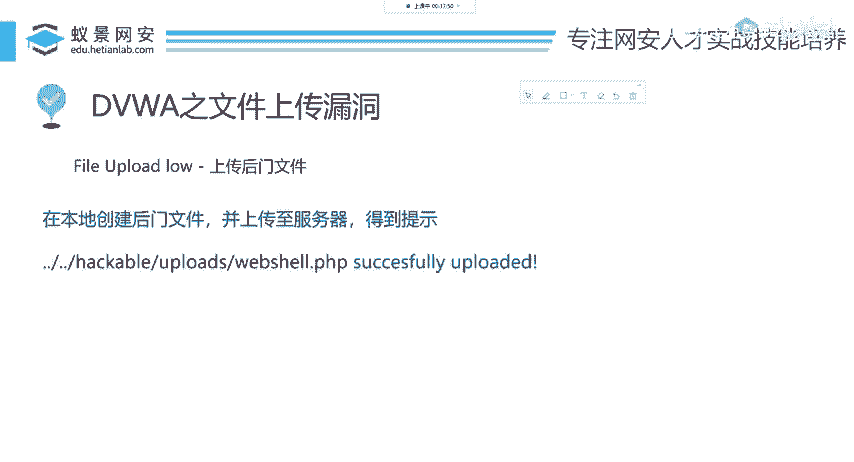 上课中 00:17:50
蚁景网安
edu.hetianlab.com
专注网安人才实战技能培养
DVWA之文件上传漏洞
File Upload low - 上传后门文件
在本地创建后门文件，并上传至服务器，得到提示
../../hackable/uploads/webshell.php succesfully uploaded!